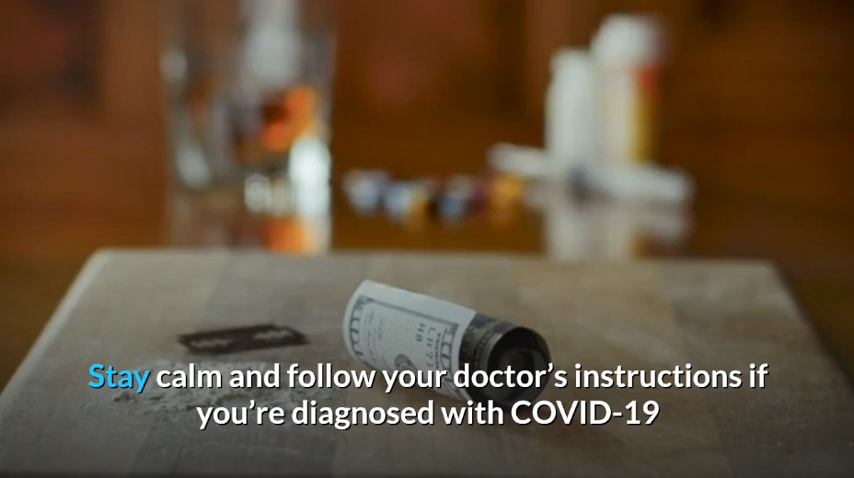 Stay calm and follow your doctor’s instructions if
you’re diagnosed with COVID-19